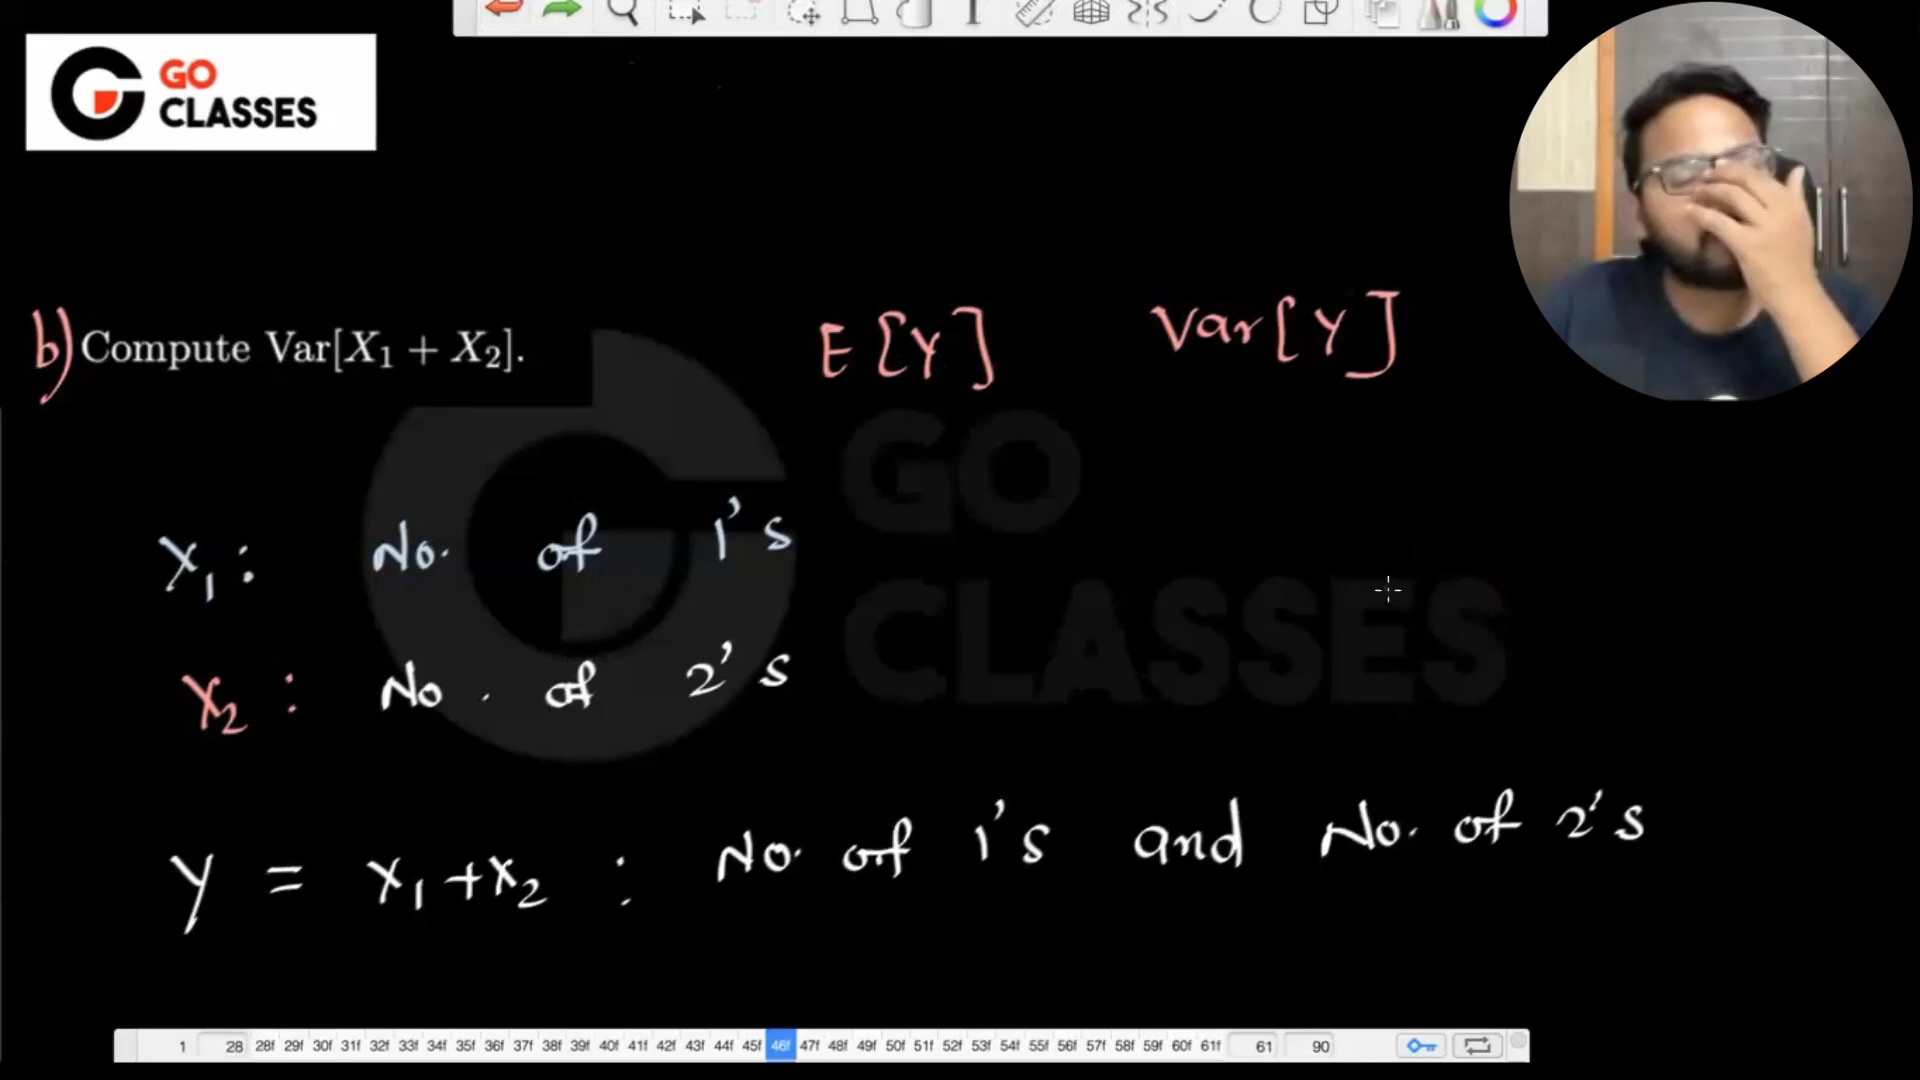 GO
CLASSES
b) Compute Var[X₁ + X₂].
E[Y]
Var[Y]
GO
CLASSES
X₁ : No. of 1's
X₂ : No. of 2's
Y = X₁+X₂ : No. of 1's and No. of 2's
1 28 28f 29f 30f 31f 32f 33f 34f 35f 36f 37f 38f 39f 40f 41f 42f 43f 44f 45f 46f 47f 48f 49f 50f 51f 52f 53f 54f 55f 56f 57f 58f 59f 60f 61f 61 90